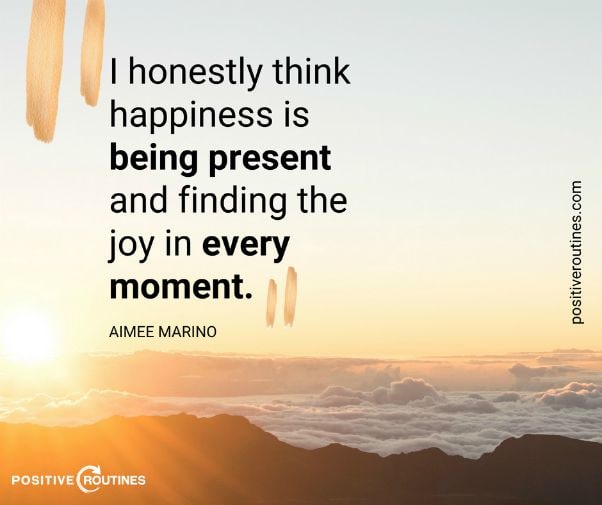 I honestly think
happiness is
being present
and finding the
joy in every
moment.
AIMEE MARINO
positiveroutines.com
POSITIVE ROUTINES